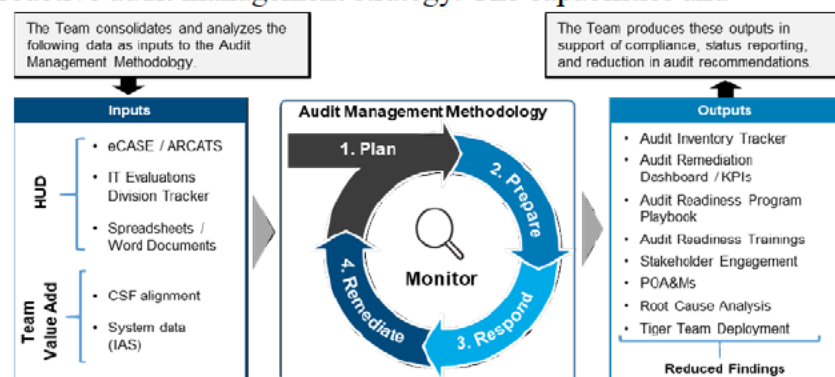 The Team consolidates and analyzes the
following data as inputs to the Audit
Management Methodology.
The Team produces these outputs in
support of compliance, status reporting,
and reduction in audit recommendations.
Inputs
HUD
• eCASE / ARCATS
• IT Evaluations
Division Tracker
• Spreadsheets /
Word Documents
Team
Value Add
• CSF alignment
• System data
(IAS)
Audit Management Methodology
1. Plan
2. Prepare
3. Respond
4. Remediate
Monitor
Outputs
• Audit Inventory Tracker
• Audit Remediation
Dashboard / KPIs
• Audit Readiness Program
Playbook
• Audit Readiness Trainings
• Stakeholder Engagement
• POA&Ms
• Root Cause Analysis
• Tiger Team Deployment
Reduced Findings